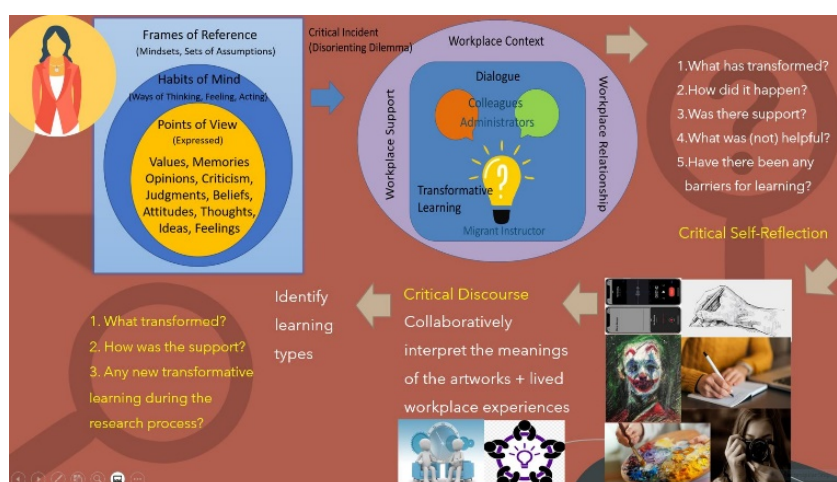 Frames of Reference
(Mindsets, Sets of Assumptions)
Habits of Mind
(Ways of Thinking, Feeling, Acting)
Points of View
(Expressed)
Values, Memories
Opinions, Criticism,
Judgments, Beliefs,
Attitudes, Thoughts,
Ideas, Feelings
Critical Incident
(Disorienting Dilemma)
Workplace Context
Workplace Support
Dialogue
Colleagues
Administrators
Transformative
Learning
Migrant Instructor
Workplace Relationship
1.What has transformed?
2.How did it happen?
3.Was there support?
4.What was (not) helpful?
5.Have there been any
barriers for learning?
Critical Self-Reflection
Critical Discourse
Collaboratively
interpret the meanings
of the artworks + lived
workplace experiences
Identify
learning
types
1. What transformed?
2. How was the support?
3. Any new transformative
learning during the
research process?